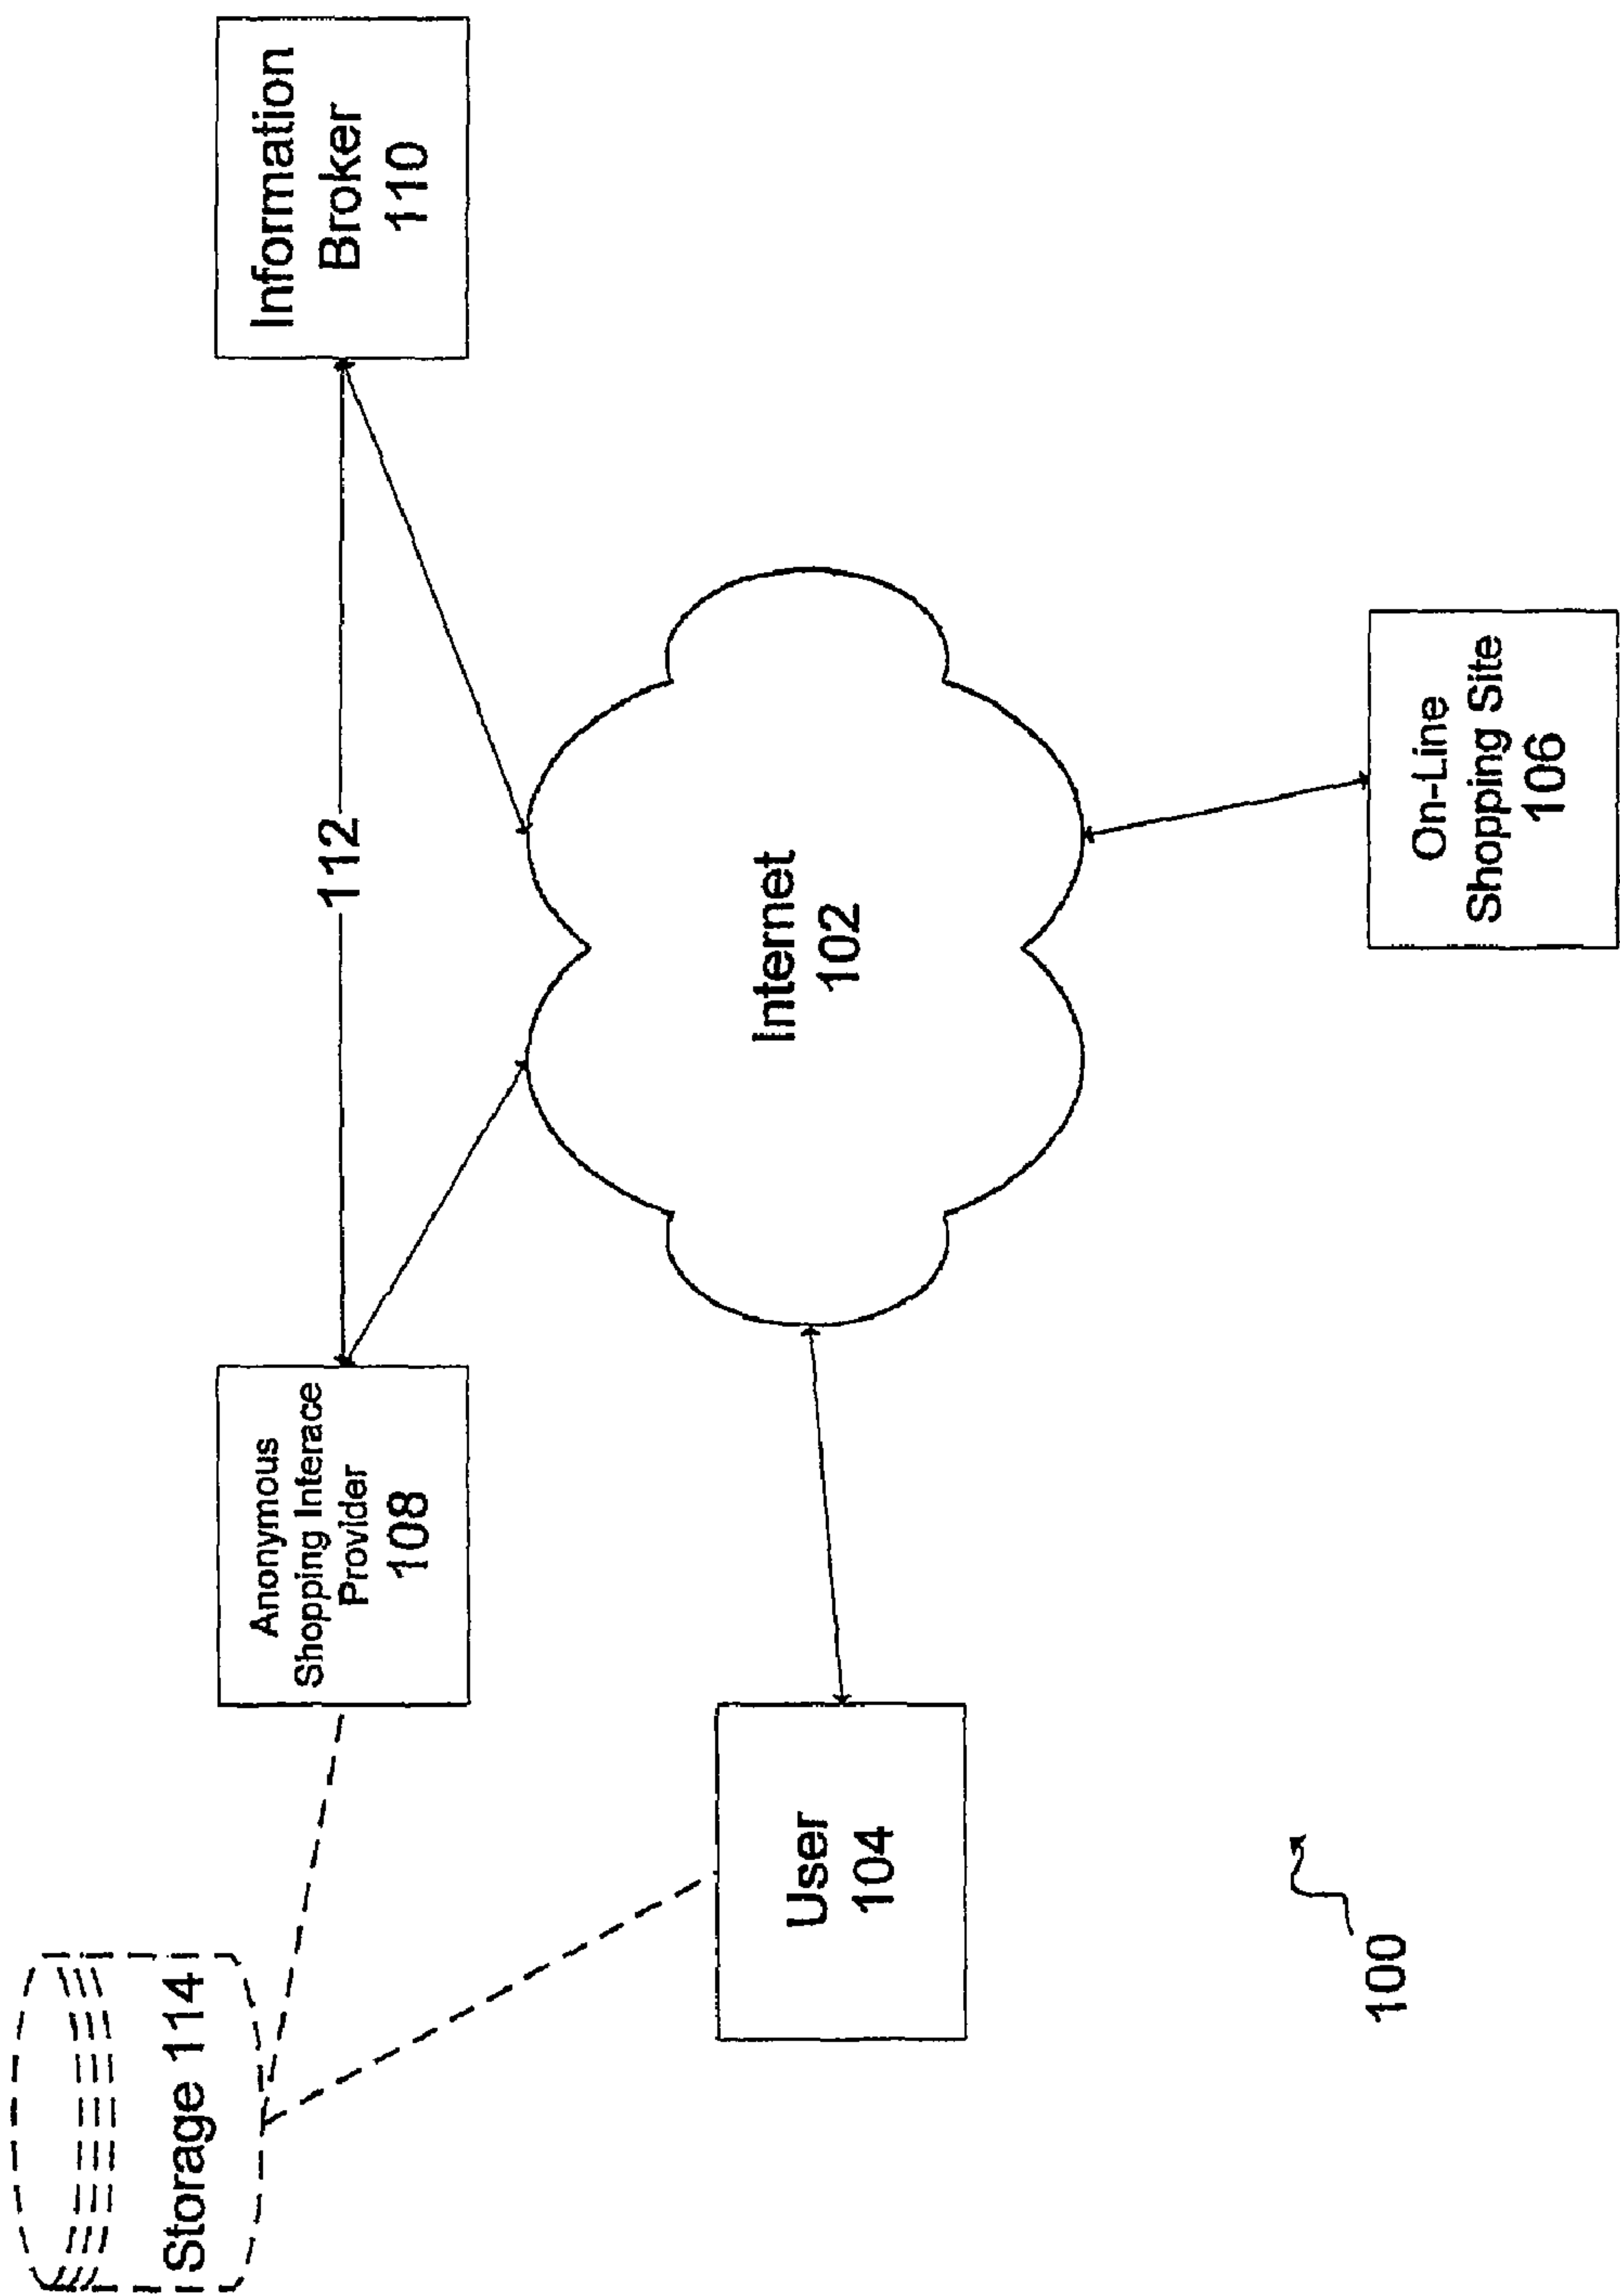 Storage 114
Anonymous
Shopping Interace
Provider
108
112
Information
Broker
110
User
104
Internet
102
On-Line
Shopping Site
106
100